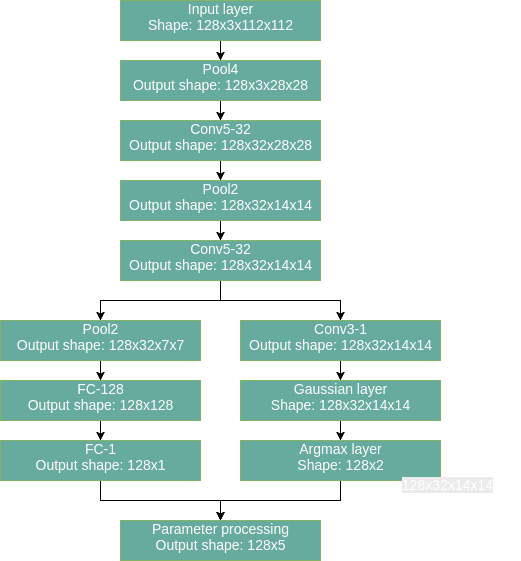 Input layer
Shape: 128x3x112x112
Pool4
Output shape: 128x3x28x28
Conv5-32
Output shape: 128x32x28x28
Pool2
Output shape: 128x32x14x14
Conv5-32
Output shape: 128x32x14x14
Pool2
Output shape: 128x32x7x7
Conv3-1
Output shape: 128x32x14x14
FC-128
Output shape: 128x128
Gaussian layer
Shape: 128x32x14x14
FC-1
Output shape: 128x1
Argmax layer
Shape: 128x2
128x32x14x14
Parameter processing
Output shape: 128x5